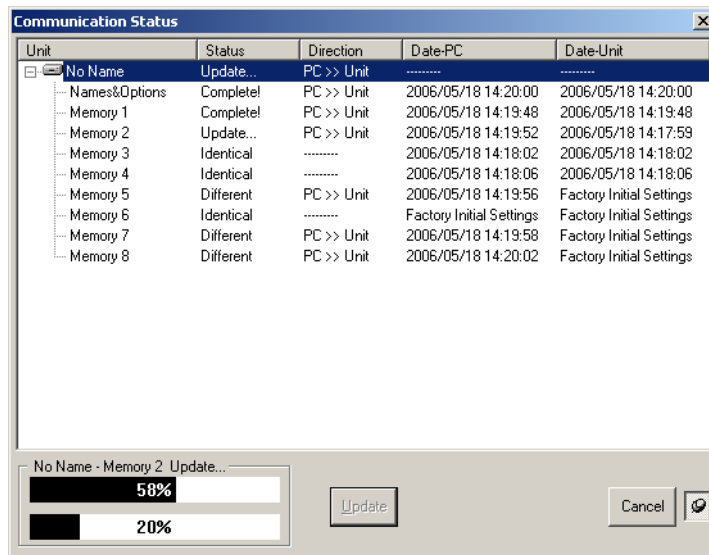 Communication Status
Unit Status Direction Date-PC Date-Unit
No Name Update... PC >> Unit --------- ---------
Names&Options Complete! PC >> Unit 2006/05/18 14:20:00 2006/05/18 14:20:00
Memory 1 Complete! PC >> Unit 2006/05/18 14:19:48 2006/05/18 14:19:48
Memory 2 Update... PC >> Unit 2006/05/18 14:19:52 2006/05/18 14:17:59
Memory 3 Identical --------- 2006/05/18 14:18:02 2006/05/18 14:18:02
Memory 4 Identical --------- 2006/05/18 14:18:06 2006/05/18 14:18:06
Memory 5 Different PC >> Unit 2006/05/18 14:19:56 Factory Initial Settings
Memory 6 Identical --------- Factory Initial Settings Factory Initial Settings
Memory 7 Different PC >> Unit 2006/05/18 14:19:58 Factory Initial Settings
Memory 8 Different PC >> Unit 2006/05/18 14:20:02 Factory Initial Settings
No Name - Memory 2 Update...
58%
20%
Update
Cancel